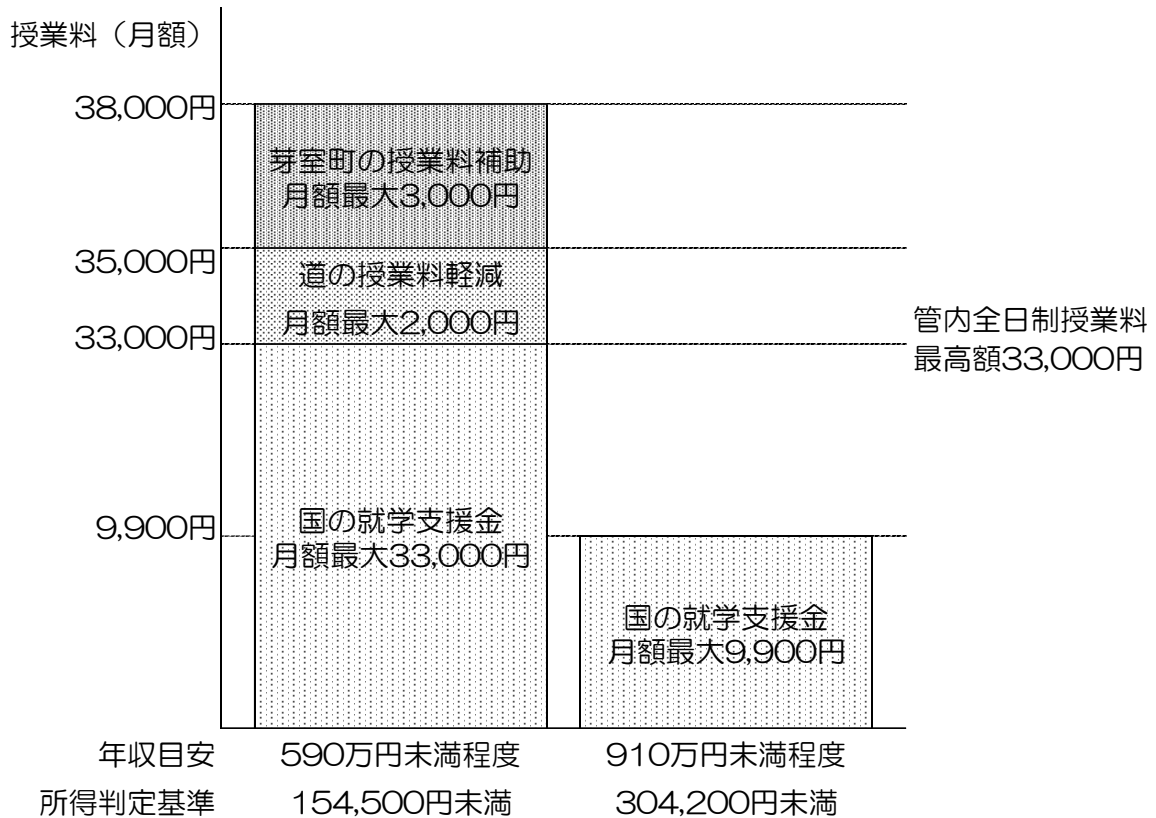 授業料（月額）
38,000円
芽室町の授業料補助
月額最大3,000円
35,000円
道の授業料軽減
月額最大2,000円
33,000円
管内全日制授業料
最高額33,000円
9,900円
国の就学支援金
月額最大33,000円
国の就学支援金
月額最大9,900円
年収目安 590万円未満程度 910万円未満程度
所得判定基準 154,500円未満 304,200円未満